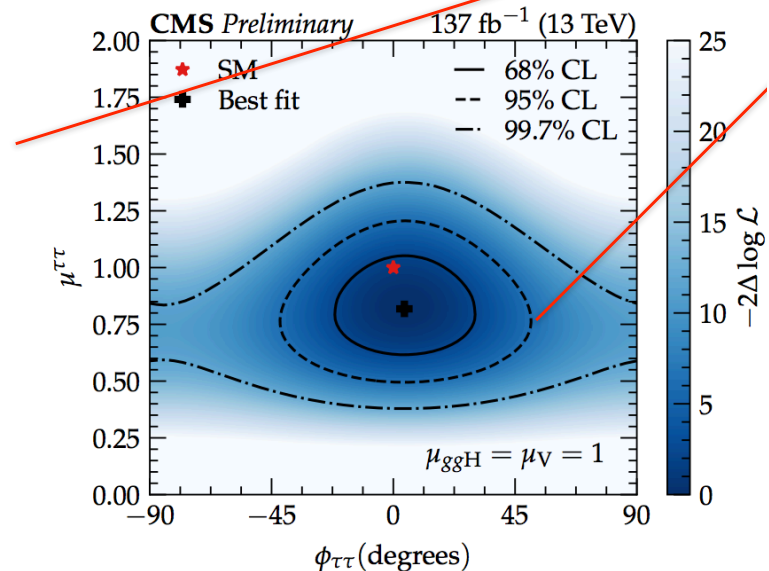 CMS Preliminary 137 fb⁻¹ (13 TeV)
SM
Best fit
68% CL
95% CL
99.7% CL
2.00
1.75
1.50
1.25
1.00
0.75
0.50
0.25
0.00
μ^ττ
μ_ggH = μ_V = 1
−90
−45
0
45
90
ϕ_ττ (degrees)
25
20
15
10
5
0
−2Δ log ℒ